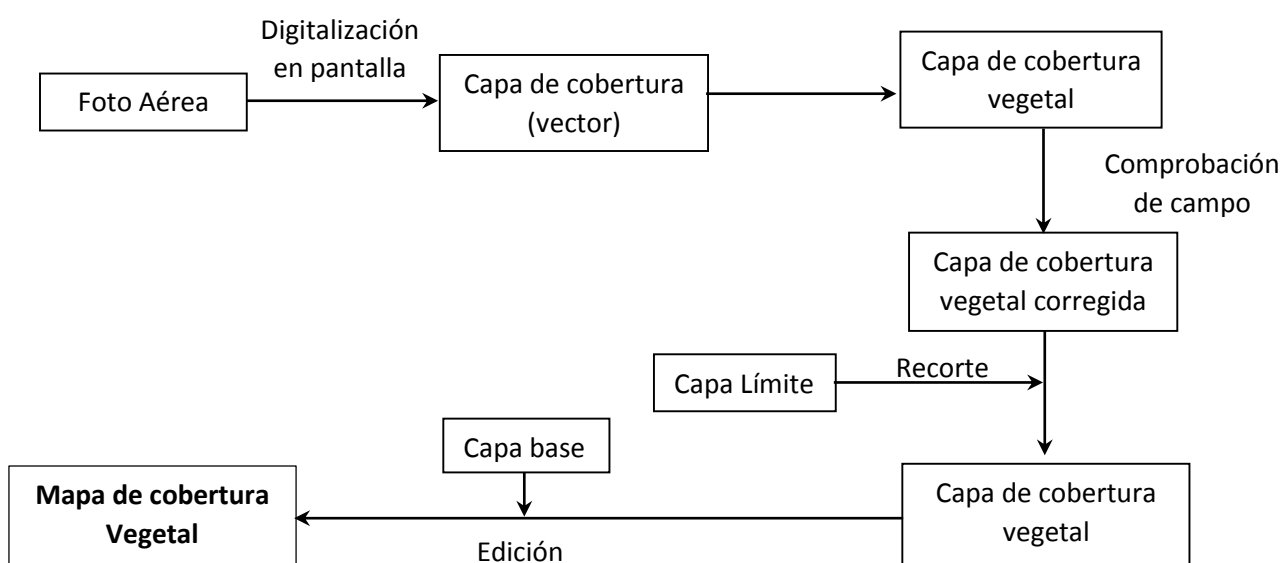 Digitalización
en pantalla
Foto Aérea
Capa de cobertura
(vector)
Capa de cobertura
vegetal
Comprobación
de campo
Capa de cobertura
vegetal corregida
Capa Límite
Recorte
Capa base
Capa de cobertura
vegetal
Edición
Mapa de cobertura
Vegetal